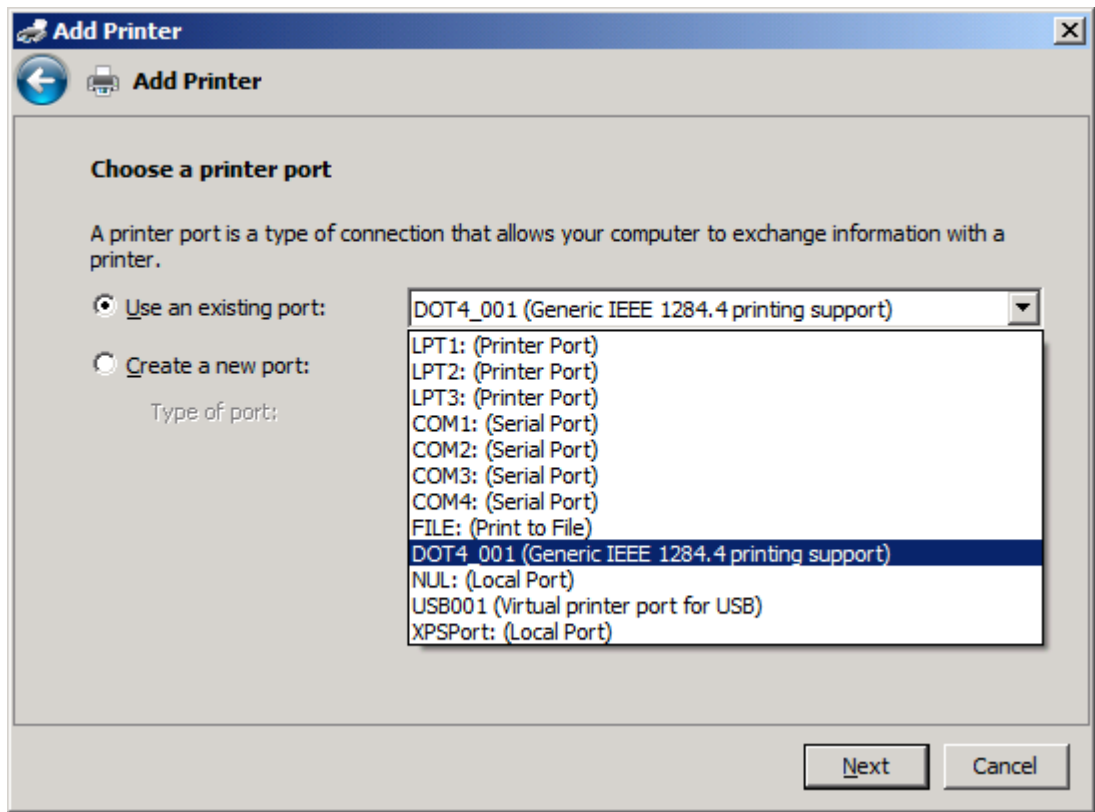 Add Printer
Add Printer
Choose a printer port
A printer port is a type of connection that allows your computer to exchange information with a
printer.
Use an existing port:
DOT4_001 (Generic IEEE 1284.4 printing support)
LPT1: (Printer Port)
LPT2: (Printer Port)
Create a new port:
LPT3: (Printer Port)
Type of port:
COM1: (Serial Port)
COM2: (Serial Port)
COM3: (Serial Port)
COM4: (Serial Port)
FILE: (Print to File)
DOT4_001 (Generic IEEE 1284.4 printing support)
NUL: (Local Port)
USB001 (Virtual printer port for USB)
XPSPort: (Local Port)
Next
Cancel